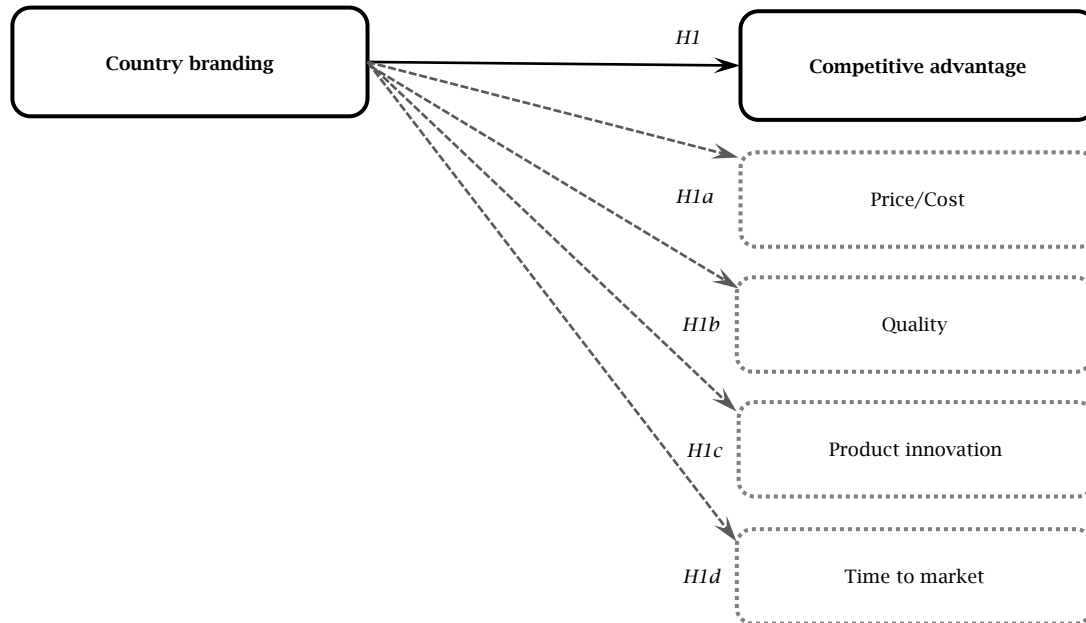 H1
Country branding
Competitive advantage
H1a
Price/Cost
H1b
Quality
H1c
Product innovation
H1d
Time to market